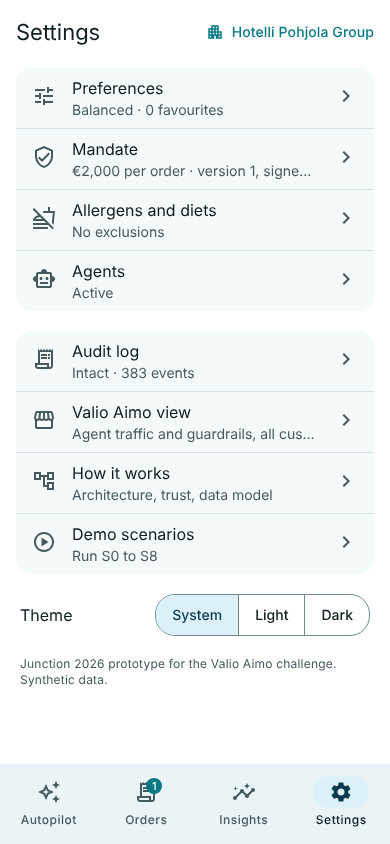 Settings
Hotelli Pohjola Group
Preferences
Balanced · 0 favourites
Mandate
€2,000 per order · version 1, signe...
Allergens and diets
No exclusions
Agents
Active
Audit log
Intact · 383 events
Valio Aimo view
Agent traffic and guardrails, all cus...
How it works
Architecture, trust, data model
Demo scenarios
Run S0 to S8
Theme
System
Light
Dark
Junction 2026 prototype for the Valio Aimo challenge.
Synthetic data.
1
Autopilot
Orders
Insights
Settings